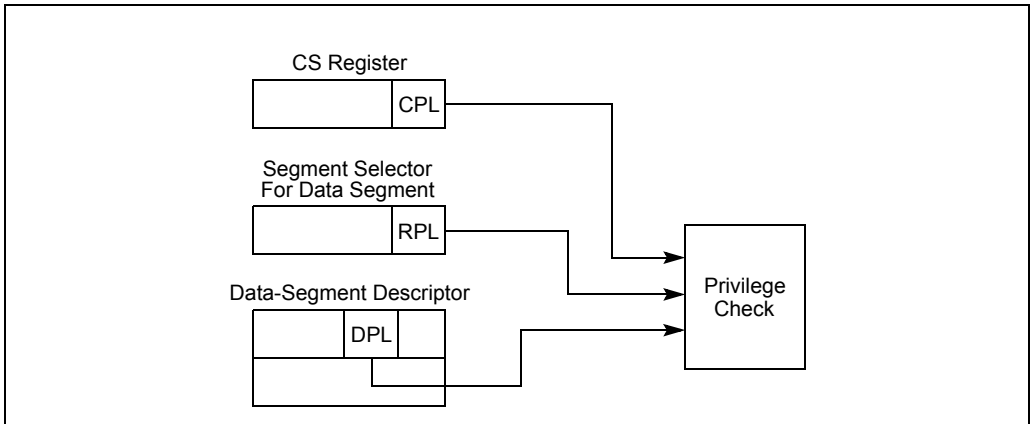 CS Register
CPL
Segment Selector
For Data Segment
RPL
Data-Segment Descriptor
DPL
Privilege
Check